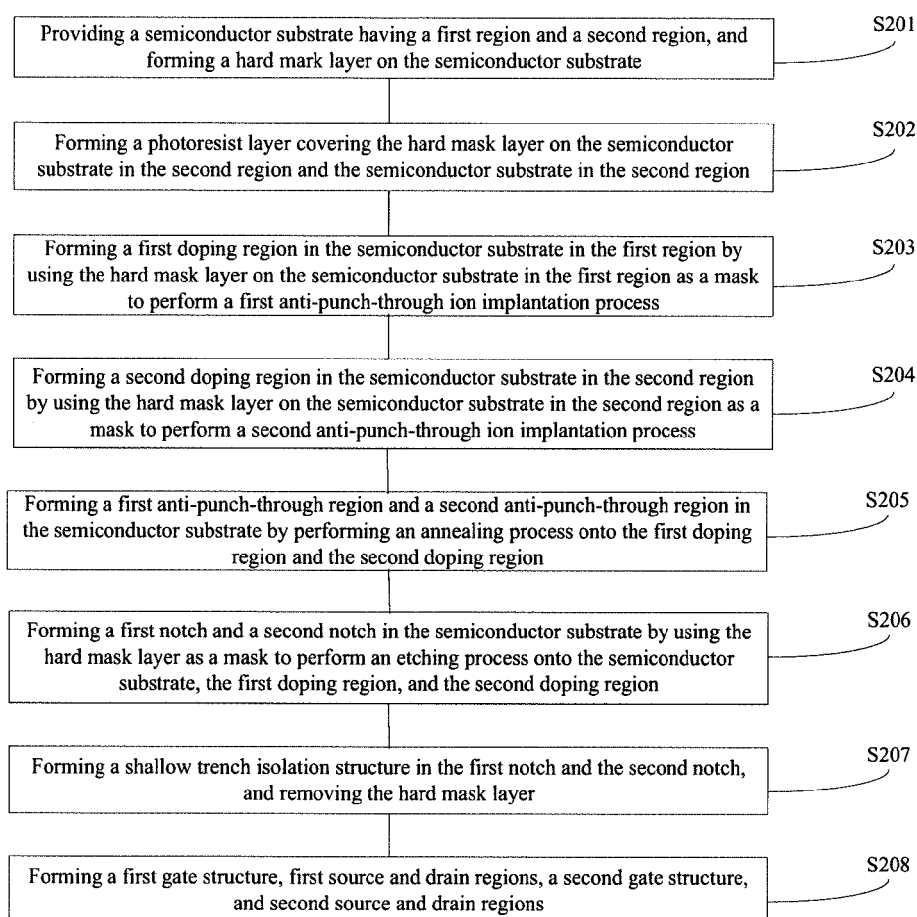 Providing a semiconductor substrate having a first region and a second region, and
forming a hard mark layer on the semiconductor substrate
S201
Forming a photoresist layer covering the hard mask layer on the semiconductor
substrate in the second region and the semiconductor substrate in the second region
S202
Forming a first doping region in the semiconductor substrate in the first region by
using the hard mask layer on the semiconductor substrate in the first region as a mask
to perform a first anti-punch-through ion implantation process
S203
Forming a second doping region in the semiconductor substrate in the second region
by using the hard mask layer on the semiconductor substrate in the second region as a
mask to perform a second anti-punch-through ion implantation process
S204
Forming a first anti-punch-through region and a second anti-punch-through region in
the semiconductor substrate by performing an annealing process onto the first doping
region and the second doping region
S205
Forming a first notch and a second notch in the semiconductor substrate by using the
hard mask layer as a mask to perform an etching process onto the semiconductor
substrate, the first doping region, and the second doping region
S206
Forming a shallow trench isolation structure in the first notch and the second notch,
and removing the hard mask layer
S207
Forming a first gate structure, first source and drain regions, a second gate structure,
and second source and drain regions
S208